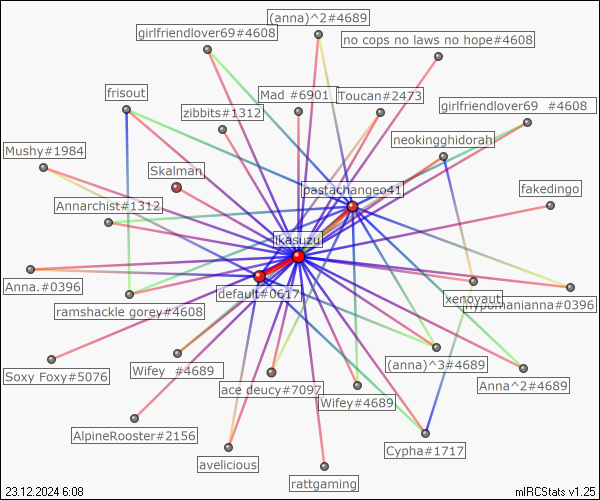 (anna)^2#4689
girlfriendlover69#4608
no cops no laws no hope#4608
frisout
Mad #6901
Toucan#2473
zibbits#1312
girlfriendlover69 #4608
neokingghidorah
Mushy#1984
Skalman
pastachangeo41
fakedingo
Annarchist#1312
ikasuzu
Anna.#0396
default#0617
xenoyaut
hypomanianna#0396
ramshackle gorey#4608
(anna)^3#4689
Soxy Foxy#5076
Wifey #4689
ace deucy#7097
Anna^2#4689
Wifey#4689
AlpineRooster#2156
Cypha#1717
avelicious
rattgaming
23.12.2024 6:08
mIRCStats v1.25